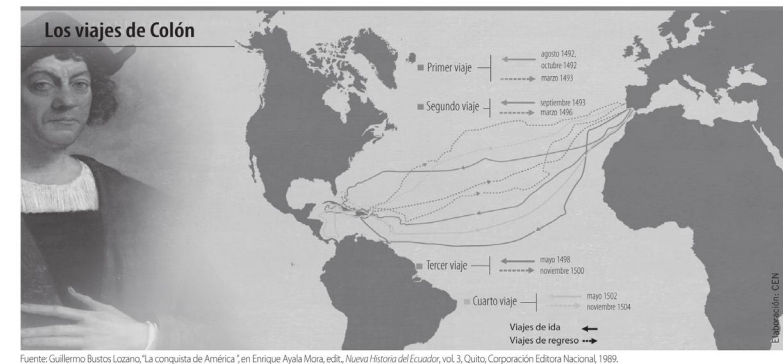 Los viajes de Colón
Primer viaje
agosto 1492,
octubre 1492
marzo 1493
Segundo viaje
septiembre 1493
marzo 1496
Tercer viaje
mayo 1498
noviembre 1500
Cuarto viaje
mayo 1502
noviembre 1504
Viajes de ida
Viajes de regreso
Elaboración: CEN
Fuente: Guillermo Bustos Lozano, "La conquista de América", en Enrique Ayala Mora, edit., Nueva Historia del Ecuador, vol. 3, Quito, Corporación Editora Nacional, 1989.